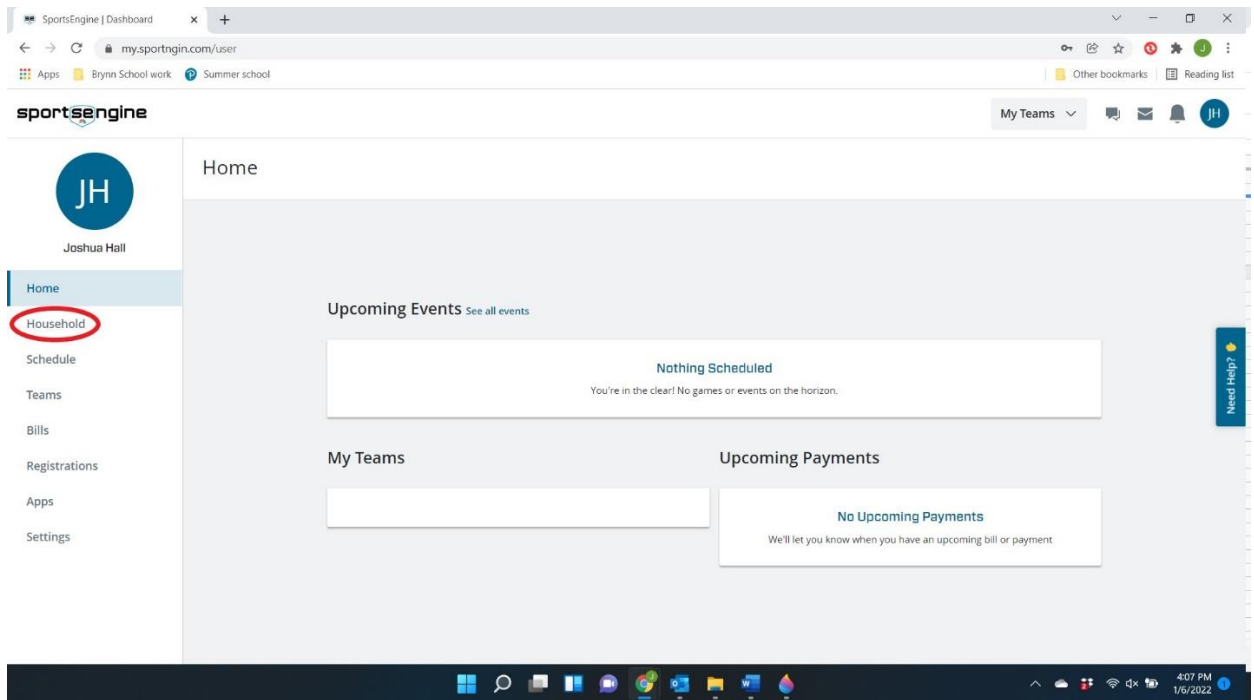 SportsEngine | Dashboard
my.sportngin.com/user
Apps Brynn School work Summer school Other bookmarks Reading list
sportsengine
My Teams
JH
JH
Joshua Hall
Home
Home
Household
Schedule
Teams
Bills
Registrations
Apps
Settings
Upcoming Events See all events
Nothing Scheduled
You're in the clear! No games or events on the horizon.
My Teams
Upcoming Payments
No Upcoming Payments
We'll let you know when you have an upcoming bill or payment
Need Help?
4:07 PM
1/6/2022
1